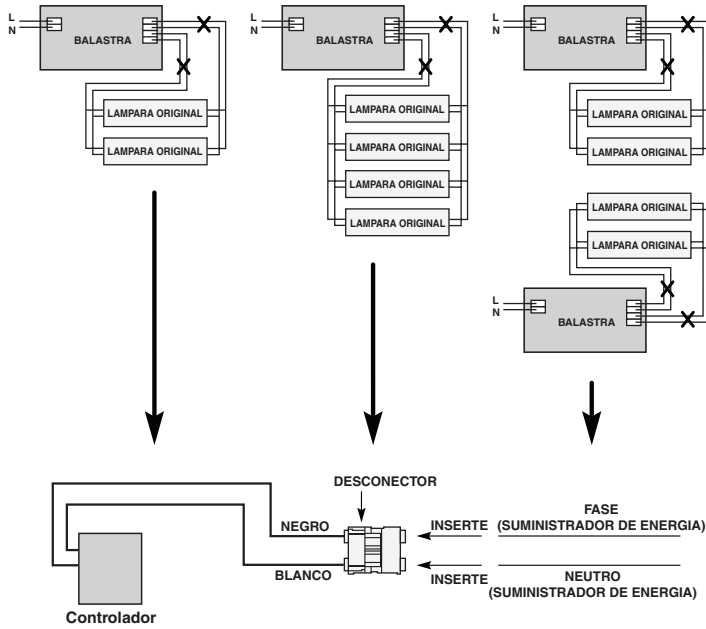 L
N
BALASTRA
LAMPARA ORIGINAL
LAMPARA ORIGINAL
L
N
BALASTRA
LAMPARA ORIGINAL
LAMPARA ORIGINAL
LAMPARA ORIGINAL
LAMPARA ORIGINAL
L
N
BALASTRA
LAMPARA ORIGINAL
LAMPARA ORIGINAL
LAMPARA ORIGINAL
LAMPARA ORIGINAL
L
N
BALASTRA
DESCONECTOR
NEGRO
INSERTE
FASE
(SUMINISTRADOR DE ENERGIA)
BLANCO
INSERTE
NEUTRO
(SUMINISTRADOR DE ENERGIA)
Controlador